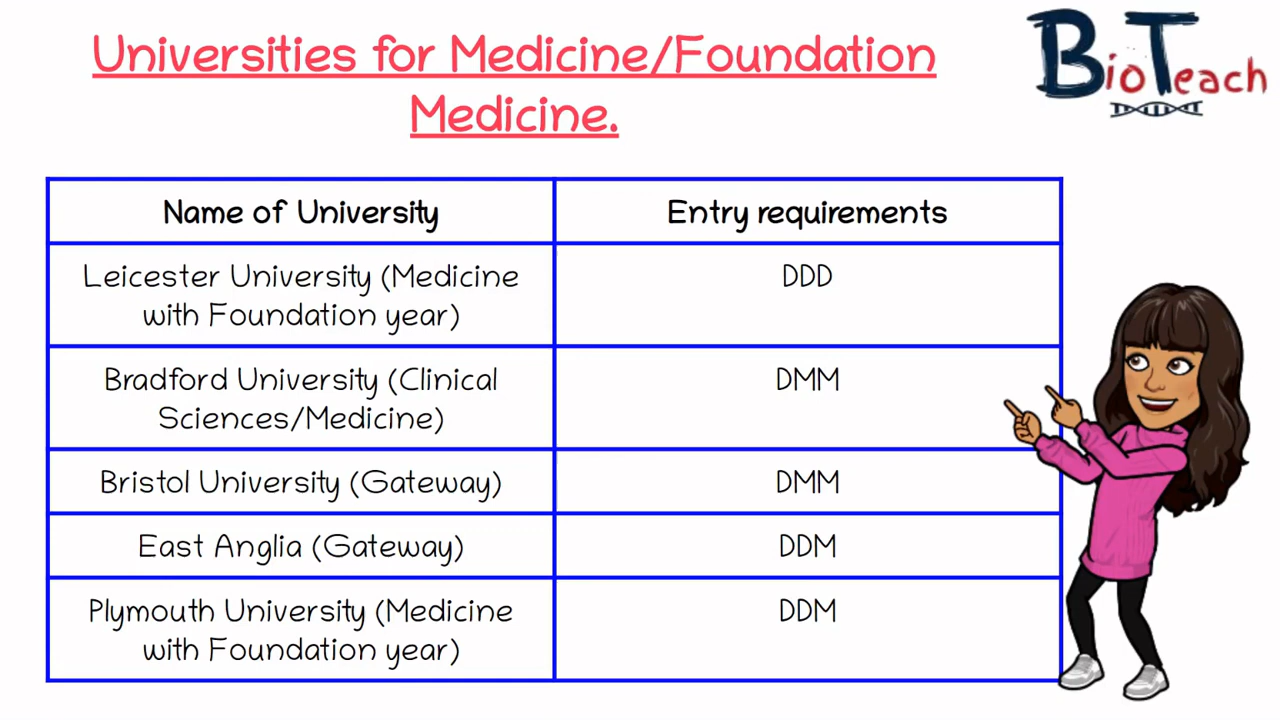 Universities for Medicine/Foundation
Medicine.
BioTeach
Name of University
Entry requirements
Leicester University (Medicine
with Foundation year)
DDD
Bradford University (Clinical
Sciences/Medicine)
DMM
Bristol University (Gateway)
DMM
East Anglia (Gateway)
DDM
Plymouth University (Medicine
with Foundation year)
DDM